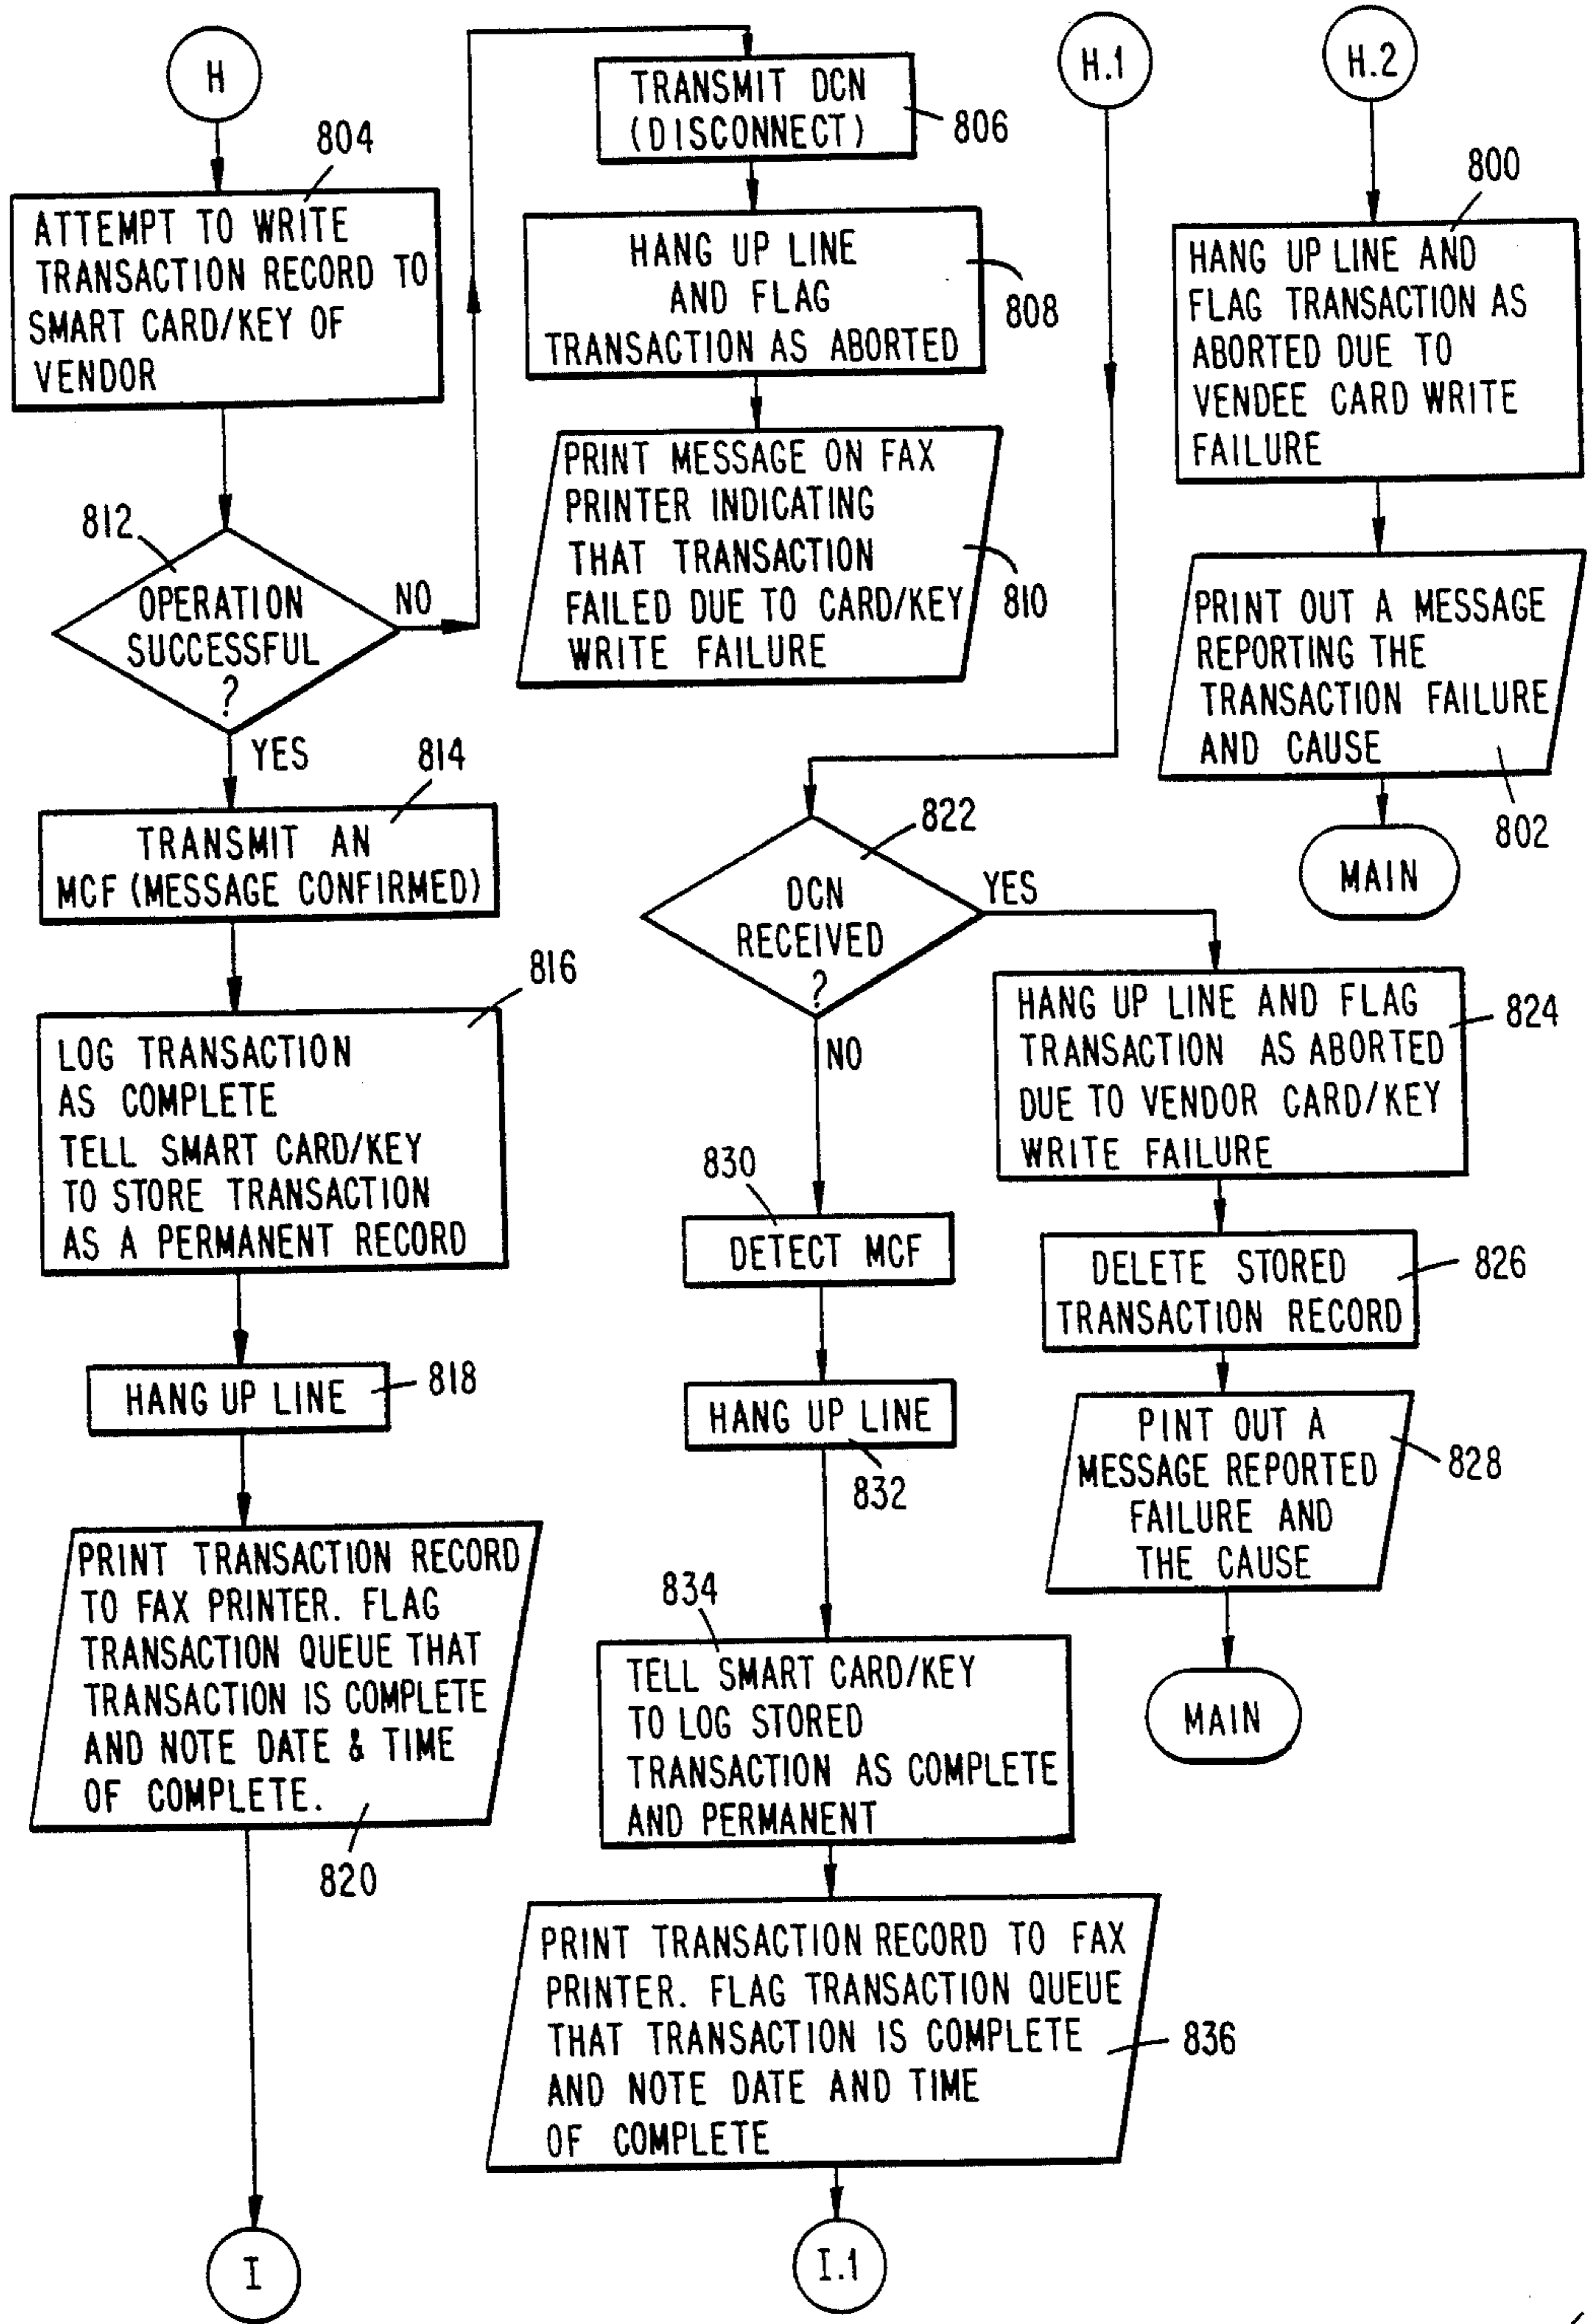 H
804
ATTEMPT TO WRITE
TRANSACTION RECORD TO
SMART CARD/KEY OF
VENDOR
812
OPERATION
SUCCESSFUL
?
NO
YES
814
TRANSMIT AN
MCF (MESSAGE CONFIRMED)
816
LOG TRANSACTION
AS COMPLETE
TELL SMART CARD/KEY
TO STORE TRANSACTION
AS A PERMANENT RECORD
HANG UP LINE
818
PRINT TRANSACTION RECORD
TO FAX PRINTER. FLAG
TRANSACTION QUEUE THAT
TRANSACTION IS COMPLETE
AND NOTE DATE & TIME
OF COMPLETE.
820
I
TRANSMIT DCN
(DISCONNECT)
806
HANG UP LINE
AND FLAG
TRANSACTION AS ABORTED
808
PRINT MESSAGE ON FAX
PRINTER INDICATING
THAT TRANSACTION
FAILED DUE TO CARD/KEY
WRITE FAILURE
810
H.1
822
DCN
RECEIVED
?
YES
NO
830
DETECT MCF
HANG UP LINE
832
834
TELL SMART CARD/KEY
TO LOG STORED
TRANSACTION AS COMPLETE
AND PERMANENT
PRINT TRANSACTION RECORD TO FAX
PRINTER. FLAG TRANSACTION QUEUE
THAT TRANSACTION IS COMPLETE
AND NOTE DATE AND TIME
OF COMPLETE
836
I.1
HANG UP LINE AND FLAG
TRANSACTION AS ABORTED
DUE TO VENDOR CARD/KEY
WRITE FAILURE
824
DELETE STORED
TRANSACTION RECORD
826
PINT OUT A
MESSAGE REPORTED
FAILURE AND
THE CAUSE
828
MAIN
H.2
800
HANG UP LINE AND
FLAG TRANSACTION AS
ABORTED DUE TO
VENDEE CARD WRITE
FAILURE
PRINT OUT A MESSAGE
REPORTING THE
TRANSACTION FAILURE
AND CAUSE
802
MAIN